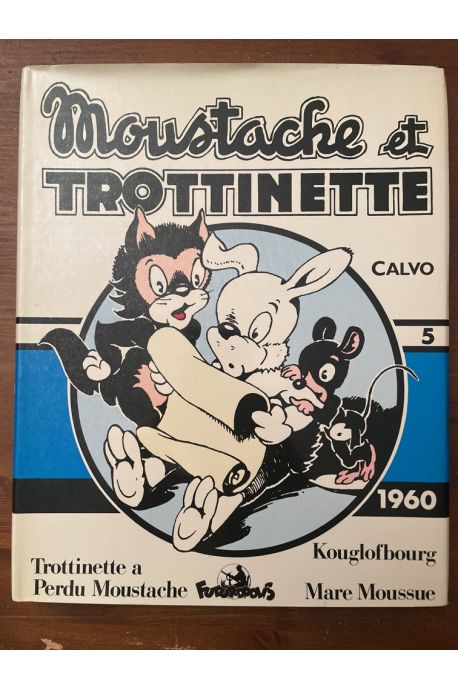 Moustache et
TROTTINETTE
CALVO
5
1960
Trottinette a
Perdu Moustache
FUTUROPOLIS
Kouglofbourg
Mare Moussue